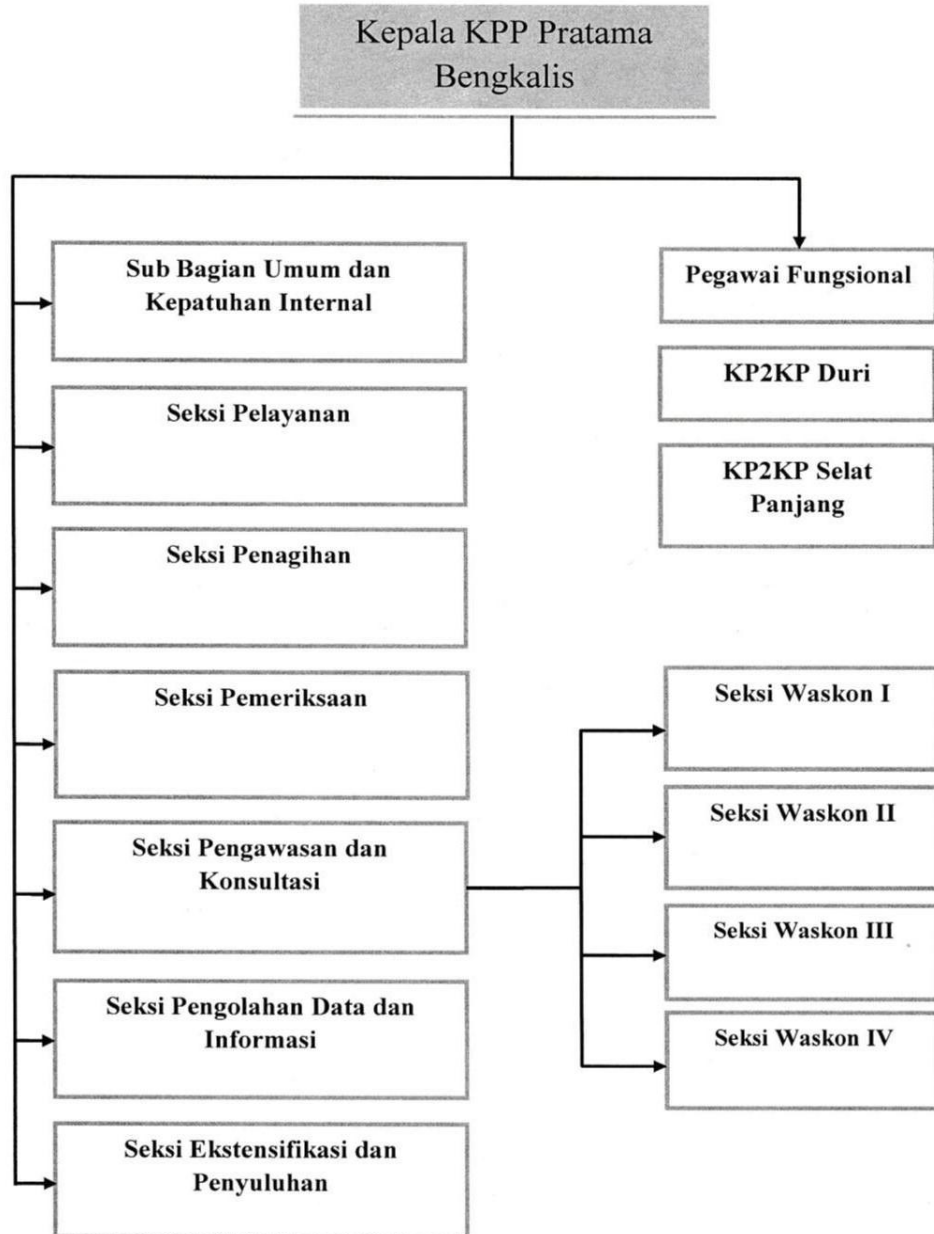 Kepala KPP Pratama
Bengkalis
Sub Bagian Umum dan
Kepatuhan Internal
Seksi Pelayanan
Seksi Penagihan
Seksi Pemeriksaan
Seksi Pengawasan dan
Konsultasi
Seksi Pengolahan Data dan
Informasi
Seksi Ekstensifikasi dan
Penyuluhan
Pegawai Fungsional
KP2KP Duri
KP2KP Selat
Panjang
Seksi Waskon I
Seksi Waskon II
Seksi Waskon III
Seksi Waskon IV